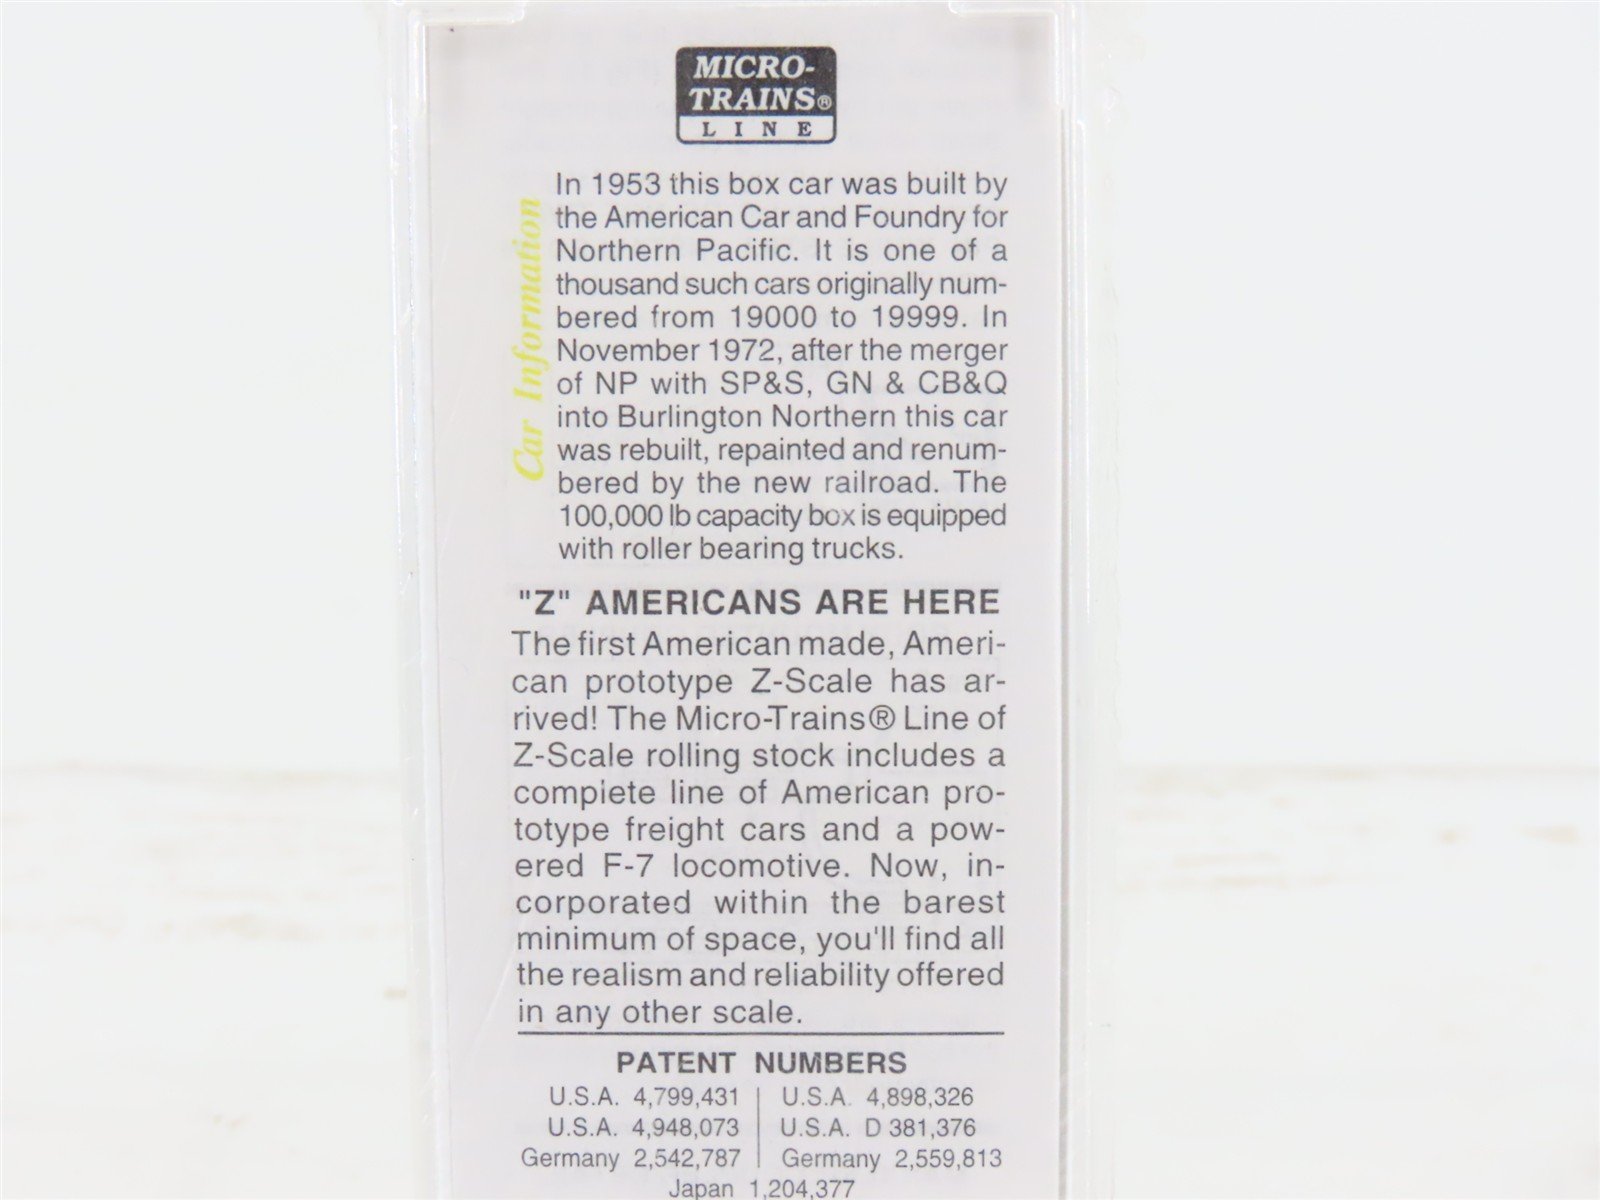 MICRO-
TRAINS®
LINE
Car Information
In 1953 this box car was built by
the American Car and Foundry for
Northern Pacific. It is one of a
thousand such cars originally num-
bered from 19000 to 19999. In
November 1972, after the merger
of NP with SP&S, GN & CB&Q
into Burlington Northern this car
was rebuilt, repainted and renum-
bered by the new railroad. The
100,000 lb capacity box is equipped
with roller bearing trucks.
"Z" AMERICANS ARE HERE
The first American made, Ameri-
can prototype Z-Scale has ar-
rived! The Micro-Trains® Line of
Z-Scale rolling stock includes a
complete line of American pro-
totype freight cars and a pow-
ered F-7 locomotive. Now, in-
corporated within the barest
minimum of space, you'll find all
the realism and reliability offered
in any other scale.
PATENT NUMBERS
U.S.A. 4,799,431 | U.S.A. 4,898,326
U.S.A. 4,948,073 | U.S.A. D 381,376
Germany 2,542,787 | Germany 2,559,813
Japan 1,204,377